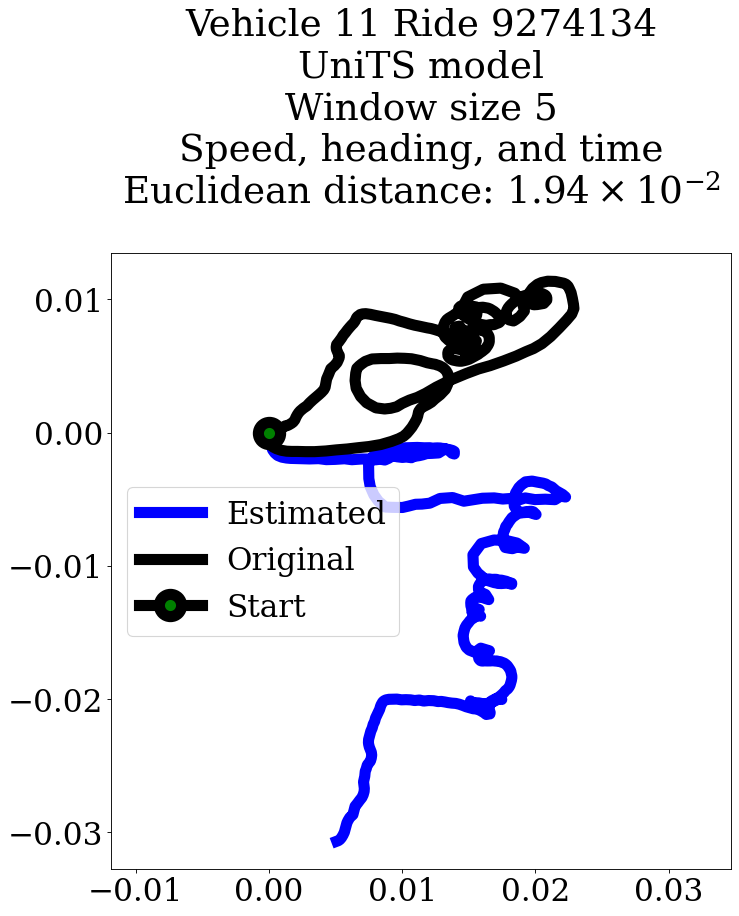 Vehicle 11 Ride 9274134
UniTS model
Window size 5
Speed, heading, and time
Euclidean distance: 1.94 × 10⁻²
0.01
0.00
−0.01
−0.02
−0.03
Estimated
Original
Start
−0.01
0.00
0.01
0.02
0.03